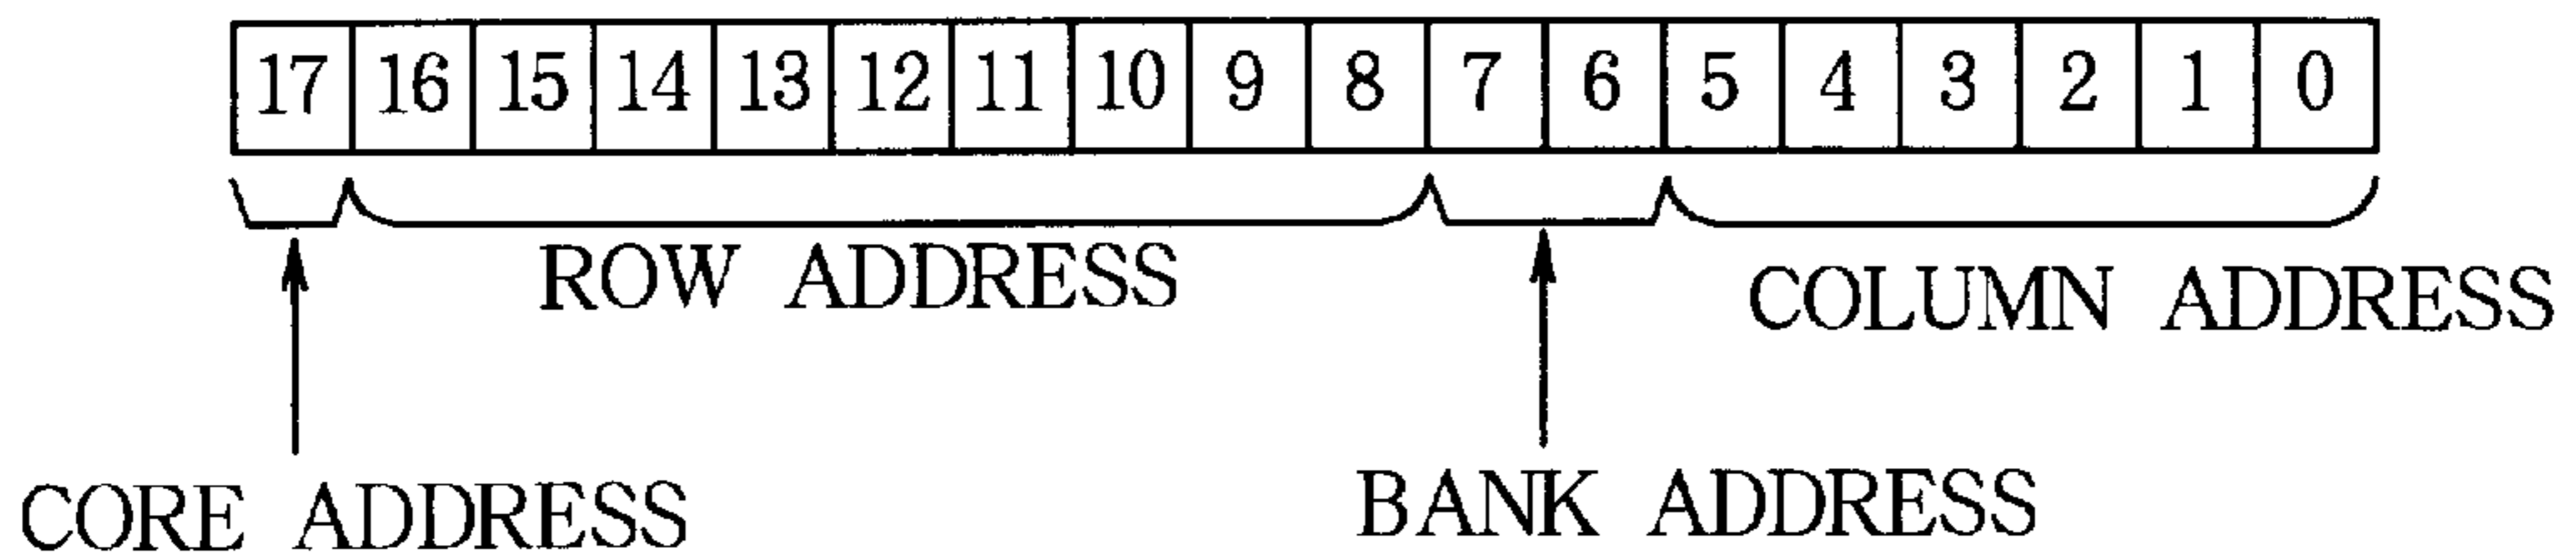 17 16 15 14 13 12 11 10 9 8 7 6 5 4 3 2 1 0
ROW ADDRESS
COLUMN ADDRESS
CORE ADDRESS
BANK ADDRESS